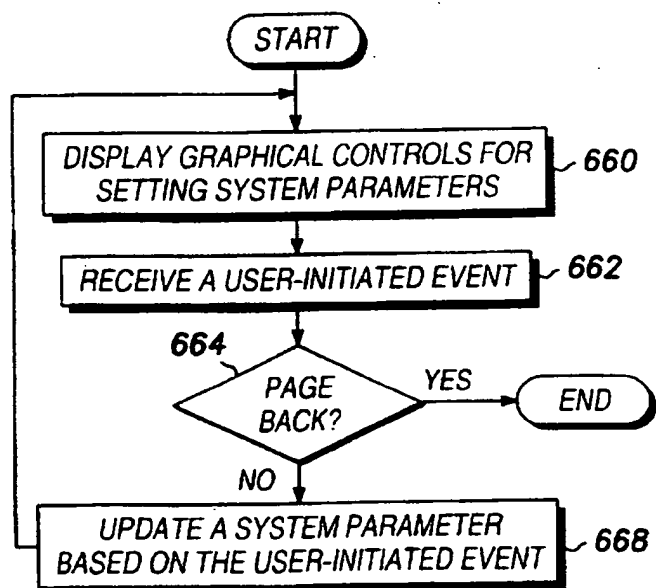 START
DISPLAY GRAPHICAL CONTROLS FOR
SETTING SYSTEM PARAMETERS
660
RECEIVE A USER-INITIATED EVENT
662
664
PAGE
BACK?
YES
END
NO
UPDATE A SYSTEM PARAMETER
BASED ON THE USER-INITIATED EVENT
668